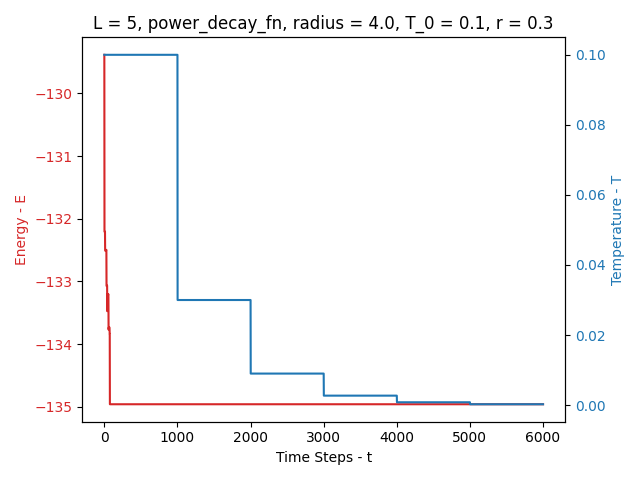 L = 5, power_decay_fn, radius = 4.0, T_0 = 0.1, r = 0.3
Energy - E
−130
−131
−132
−133
−134
−135
0.10
0.08
0.06
0.04
0.02
0.00
Temperature - T
0 1000 2000 3000 4000 5000 6000
Time Steps - t